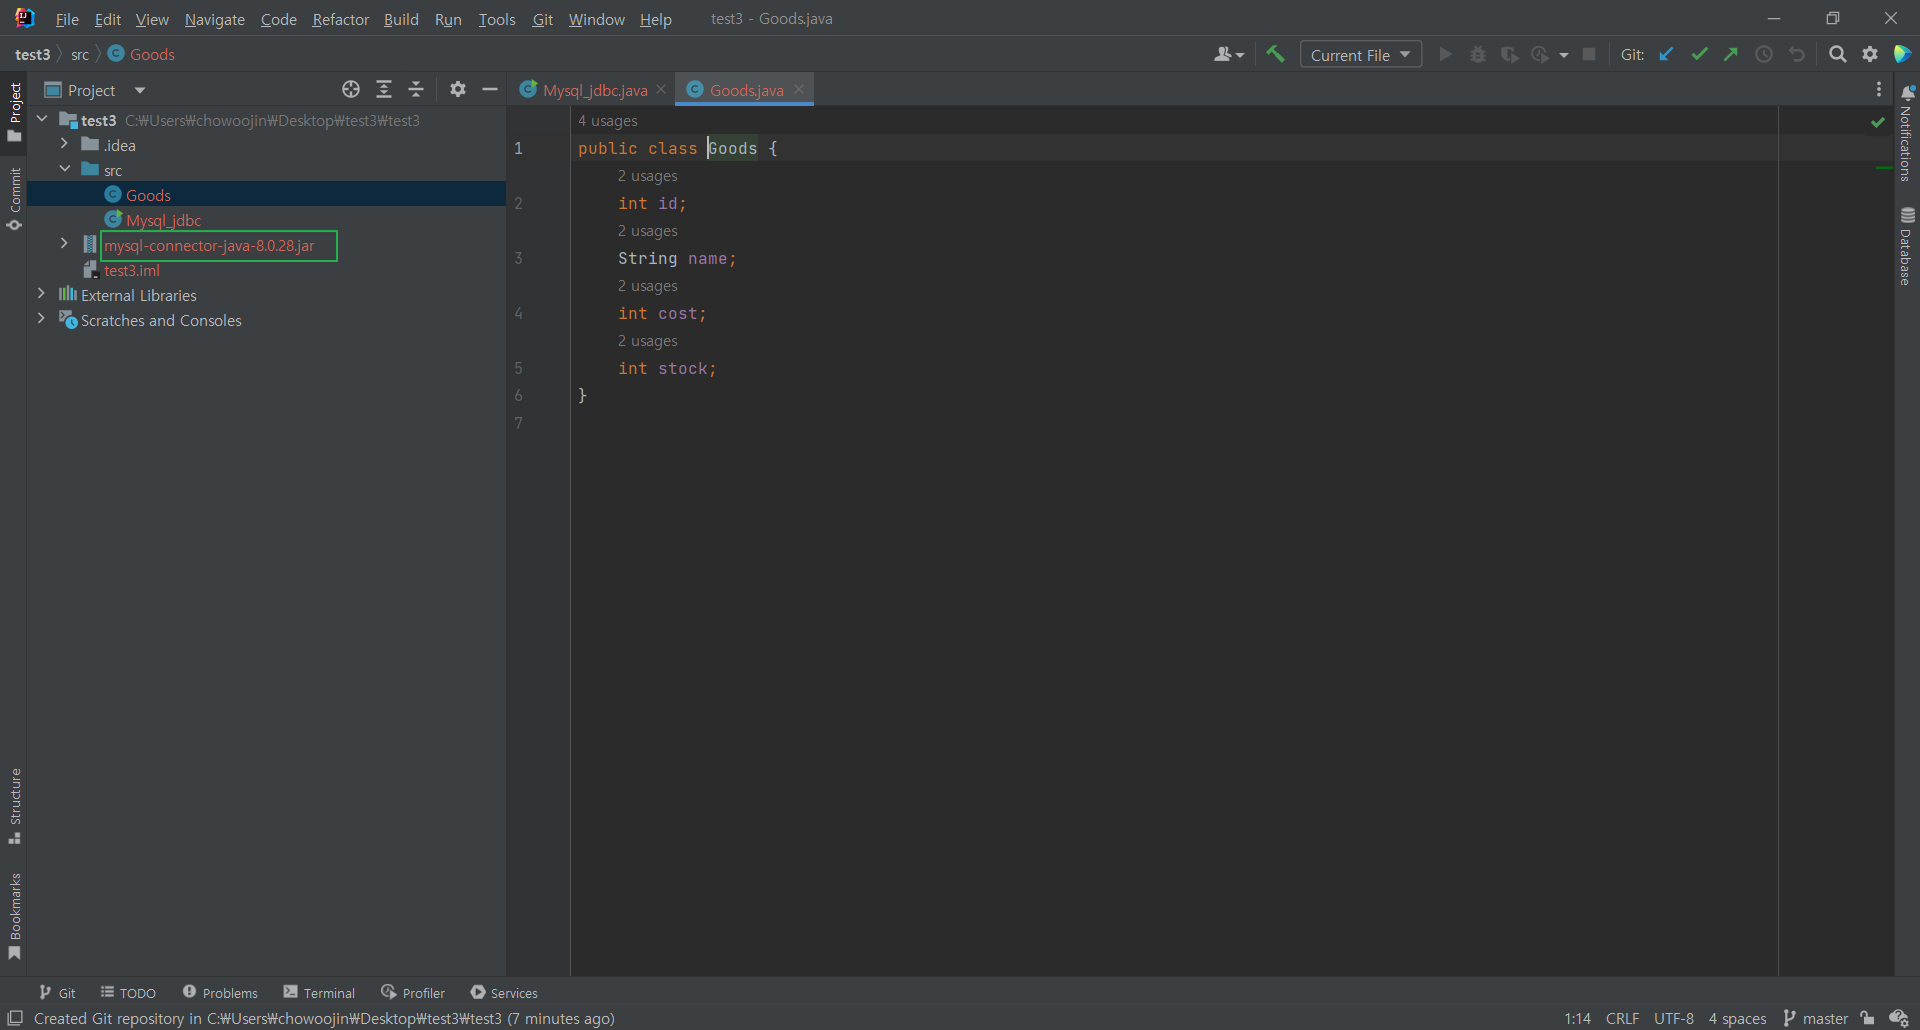 File Edit View Navigate Code Refactor Build Run Tools Git Window Help test3 - Goods.java
test3 src Goods
Current File Git:
Project
Mysql_jdbc.java Goods.java
Project
Commit
Structure
Bookmarks
test3 C:₩Users₩chowoojin₩Desktop₩test3₩test3
.idea
src
Goods
Mysql_jdbc
mysql-connector-java-8.0.28.jar
test3.iml
External Libraries
Scratches and Consoles
4 usages
1 public class Goods {
2 usages
2 int id;
2 usages
3 String name;
2 usages
4 int cost;
2 usages
5 int stock;
6 }
7
Notifications
Database
Git TODO Problems Terminal Profiler Services
Created Git repository in C:₩Users₩chowoojin₩Desktop₩test3₩test3 (7 minutes ago) 1:14 CRLF UTF-8 4 spaces master